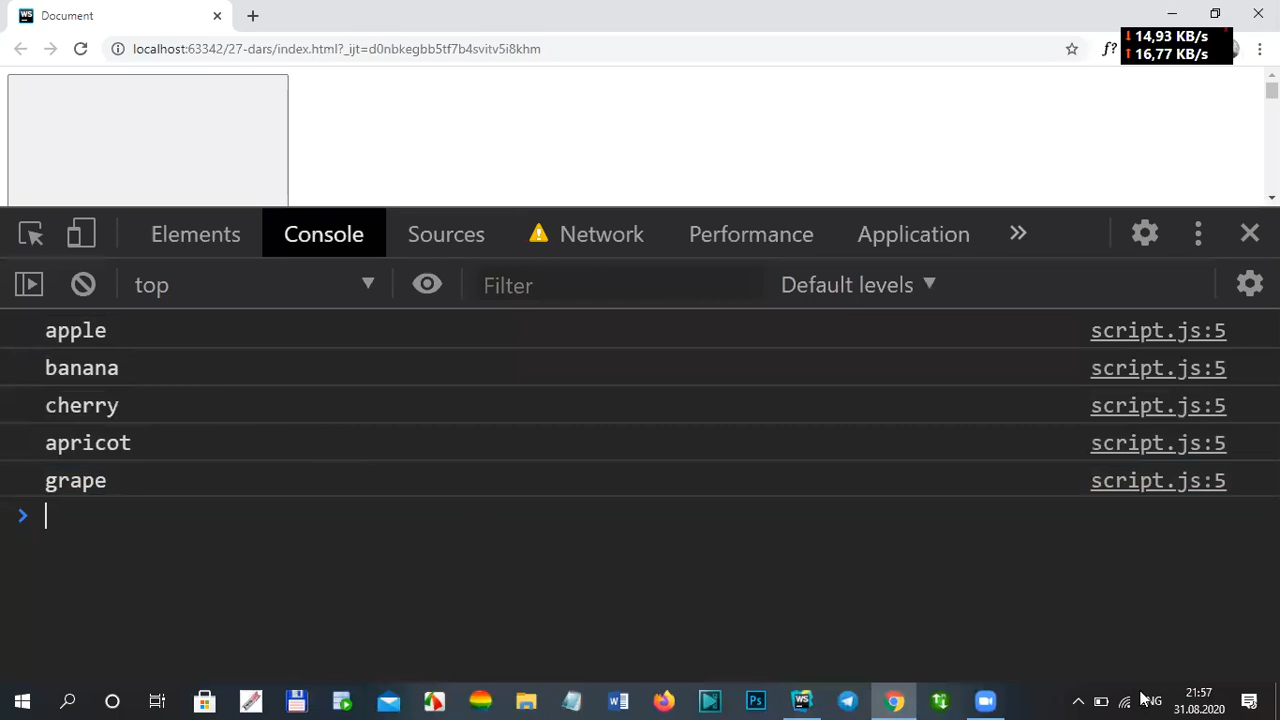 Document
localhost:63342/27-dars/index.html?_ijt=d0nbkegbb5tf7b4svitv5i8khm
f?
14,93 KB/s
16,77 KB/s
Elements
Console
Sources
Network
Performance
Application
top
Filter
Default levels
apple script.js:5
banana script.js:5
cherry script.js:5
apricot script.js:5
grape script.js:5
ENG
21:57
31.08.2020